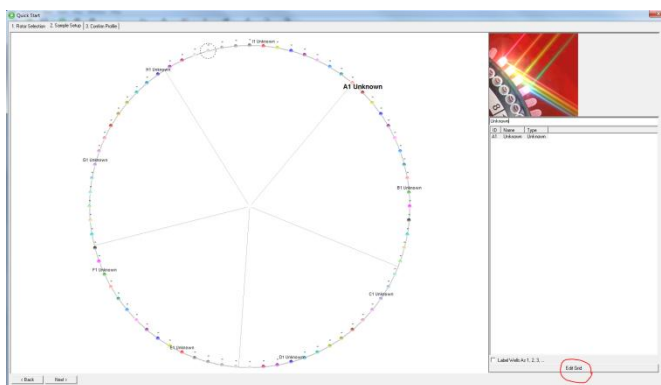 Quick Start
1. Rotor Selection 2. Sample Setup 3. Confirm Profile
I1 Unknown
H1 Unknown
A1 Unknown
G1 Unknown
B1 Unknown
F1 Unknown
C1 Unknown
E1 Unknown
D1 Unknown
Unknown
ID Name Type
A1 Unknown Unknown
Label Wells As 1, 2, 3, ...
Edit Grid
< Back Next >